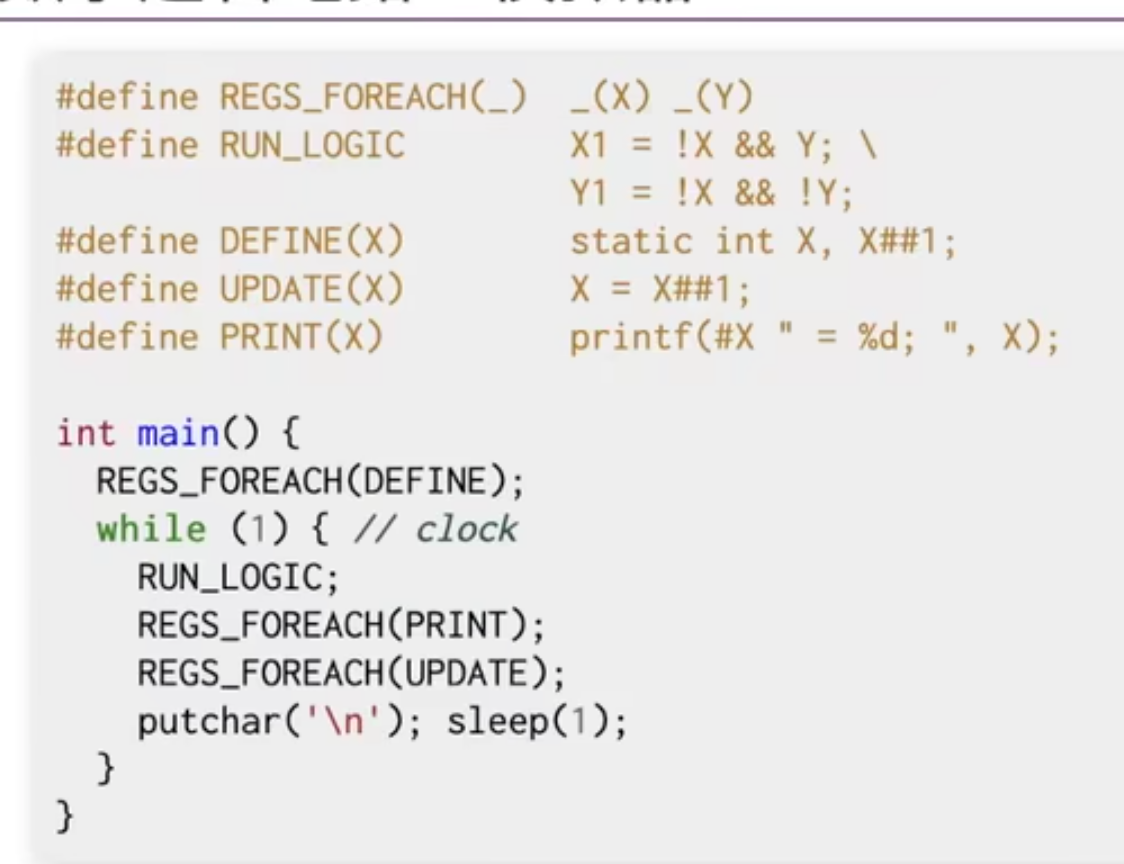 #define REGS_FOREACH(_)  _(X) _(Y)
#define RUN_LOGIC        X1 = !X && Y; \
                         Y1 = !X && !Y;
#define DEFINE(X)        static int X, X##1;
#define UPDATE(X)        X = X##1;
#define PRINT(X)         printf(#X " = %d; ", X);
int main() {
  REGS_FOREACH(DEFINE);
  while (1) { // clock
    RUN_LOGIC;
    REGS_FOREACH(PRINT);
    REGS_FOREACH(UPDATE);
    putchar('\n'); sleep(1);
  }
}